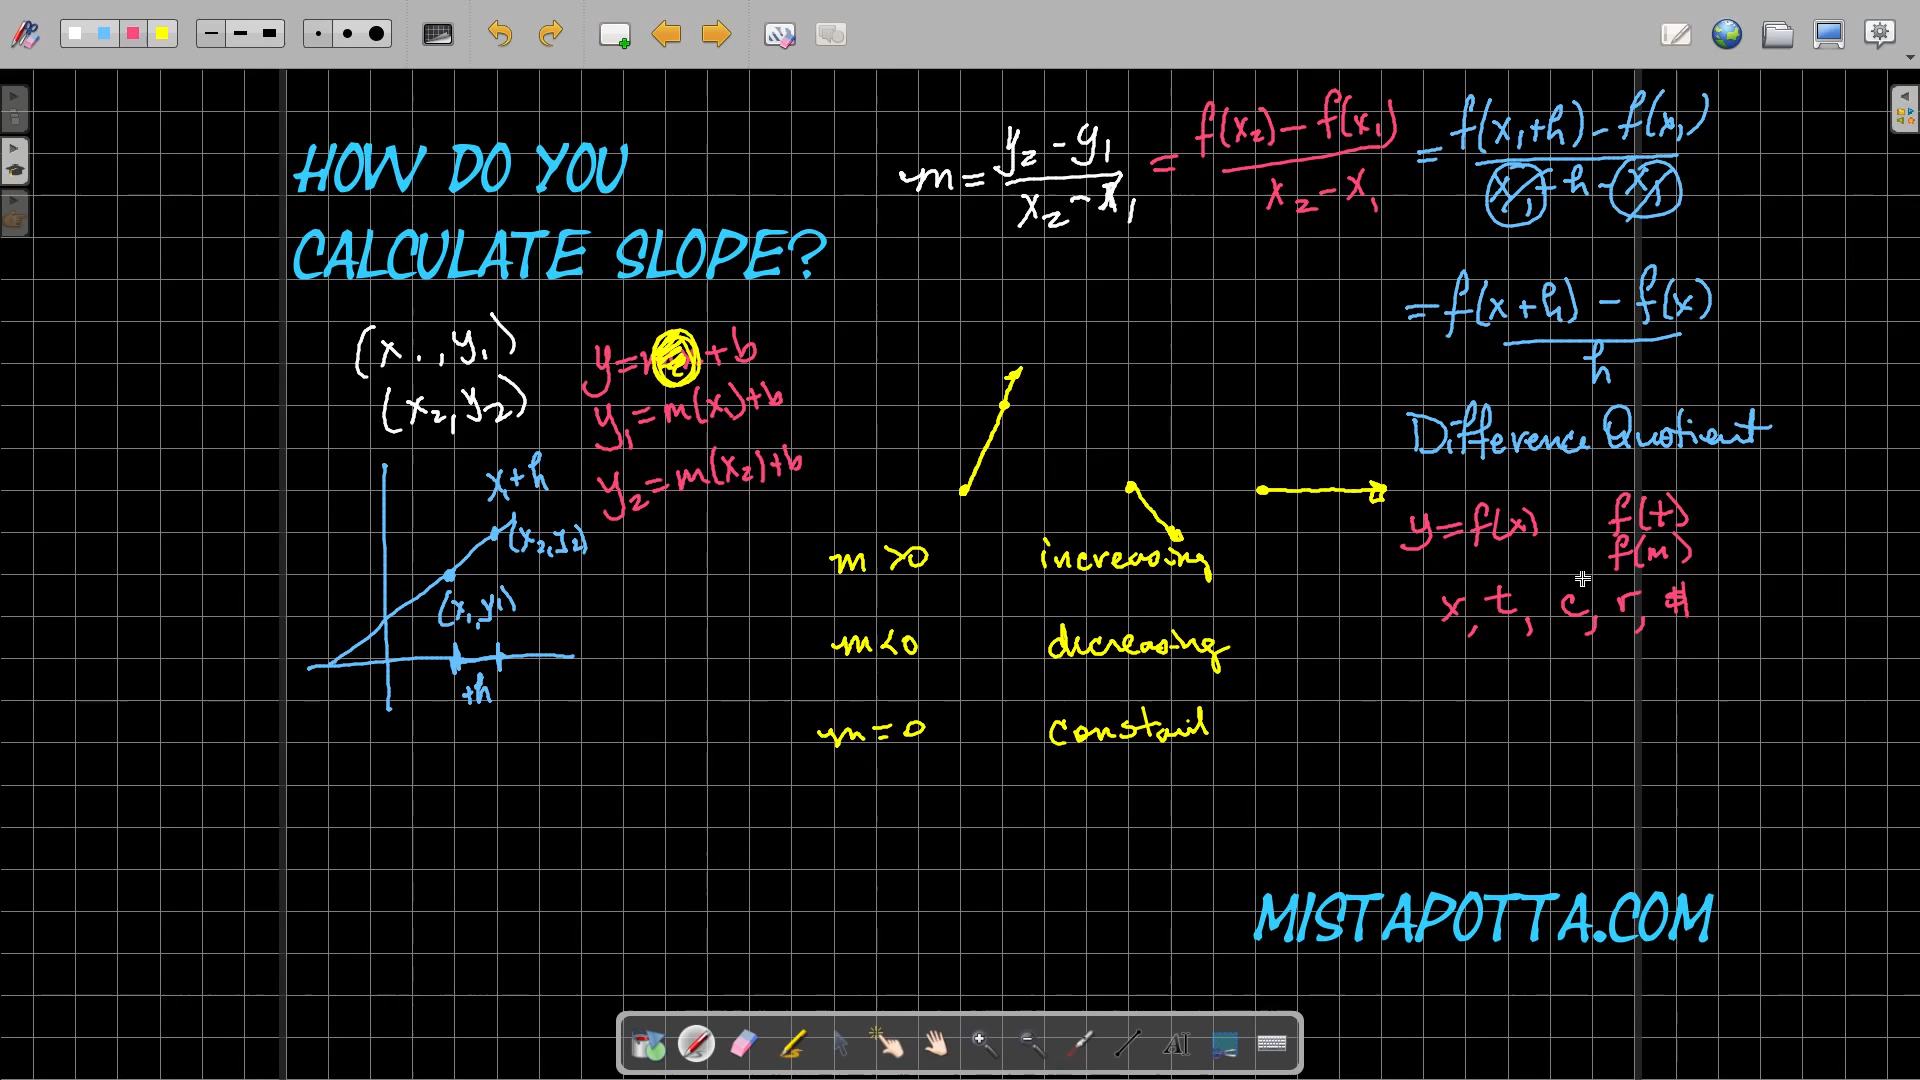 HOW DO YOU
CALCULATE SLOPE?
m = y₂ - y₁ / x₂ - x₁ = f(x₂) - f(x₁) / x₂ - x₁ = f(x₁+h) - f(x₁) / x₁ + h - x₁
= f(x+h) - f(x) / h
Difference Quotient
(x₁, y₁)
(x₂, y₂)
y = + b
y₁ = m(x₁)+b
y₂ = m(x₂)+b
x₁+h
(x₂, y₂)
(x₁, y₁)
+h
m > 0 increasing
m < 0 decreasing
m = 0 constant
y = f(x) f(t)
f(m)
x, t, c, r,
MISTAPOTTA.COM
AI